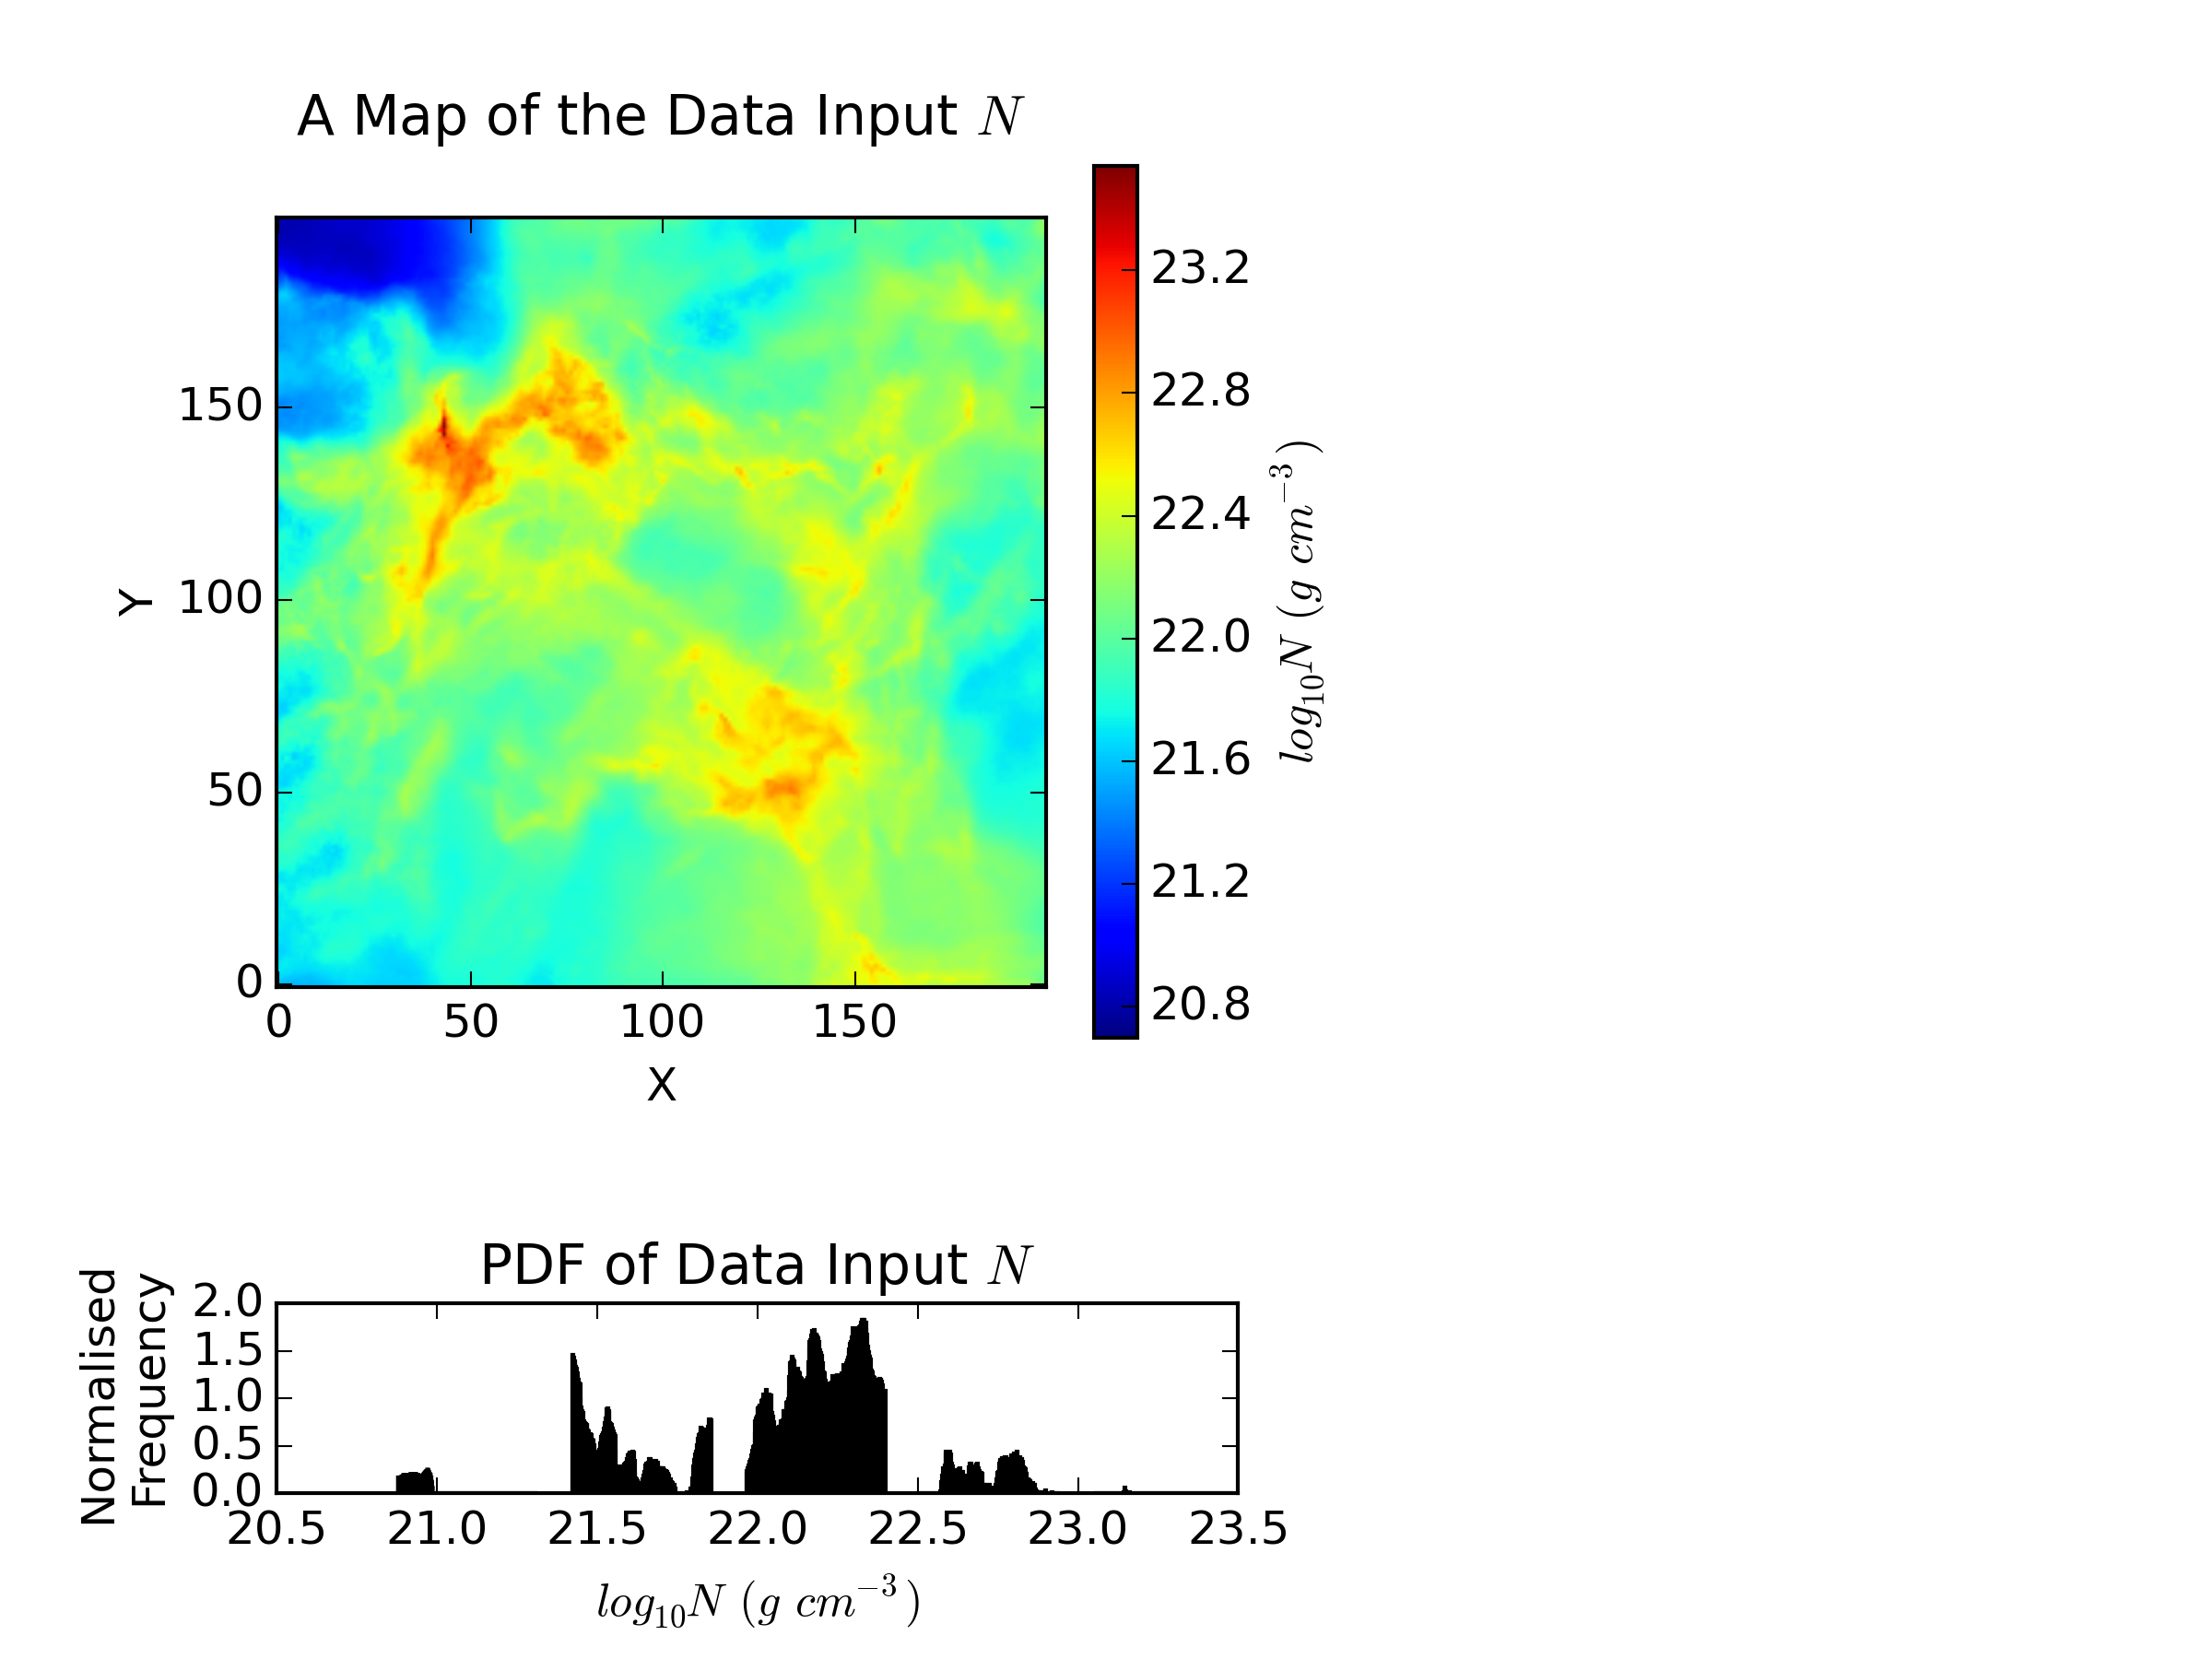 A Map of the Data Input N
150
100
50
0
Y
0 50 100 150
X
23.2
22.8
22.4
22.0
21.6
21.2
20.8
log₁₀N (g cm⁻³)
PDF of Data Input N
Normalised
Frequency
2.0
1.5
1.0
0.5
0.0
20.5 21.0 21.5 22.0 22.5 23.0 23.5
log₁₀N (g cm⁻³)